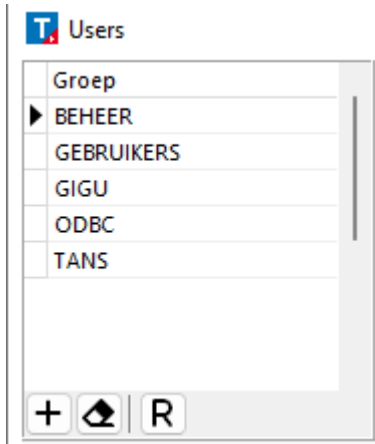 T Users
Groep
BEHEER
GEBRUIKERS
GIGU
ODBC
TANS
R